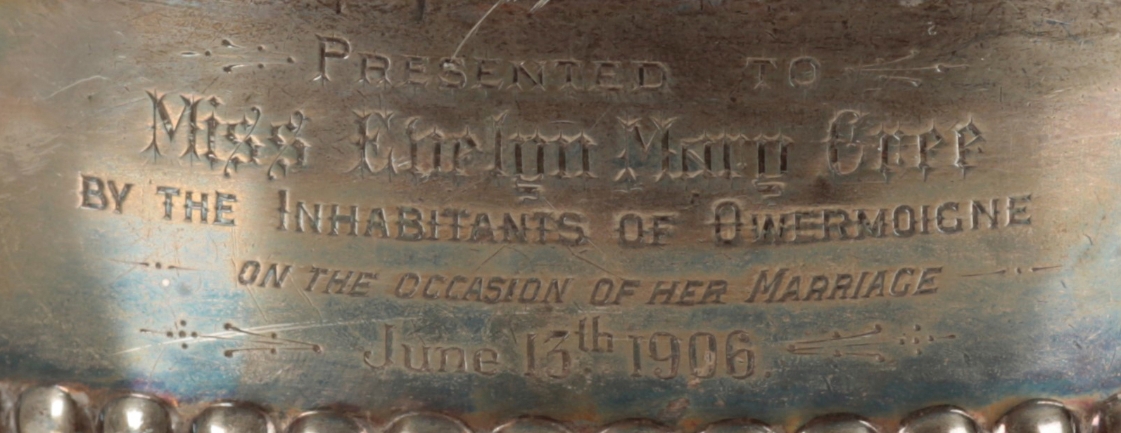 PRESENTED TO
Miss Evelyn Mary Cree
BY THE INHABITANTS OF OWERMOIGNE
ON THE OCCASION OF HER MARRIAGE
June 13th 1906.